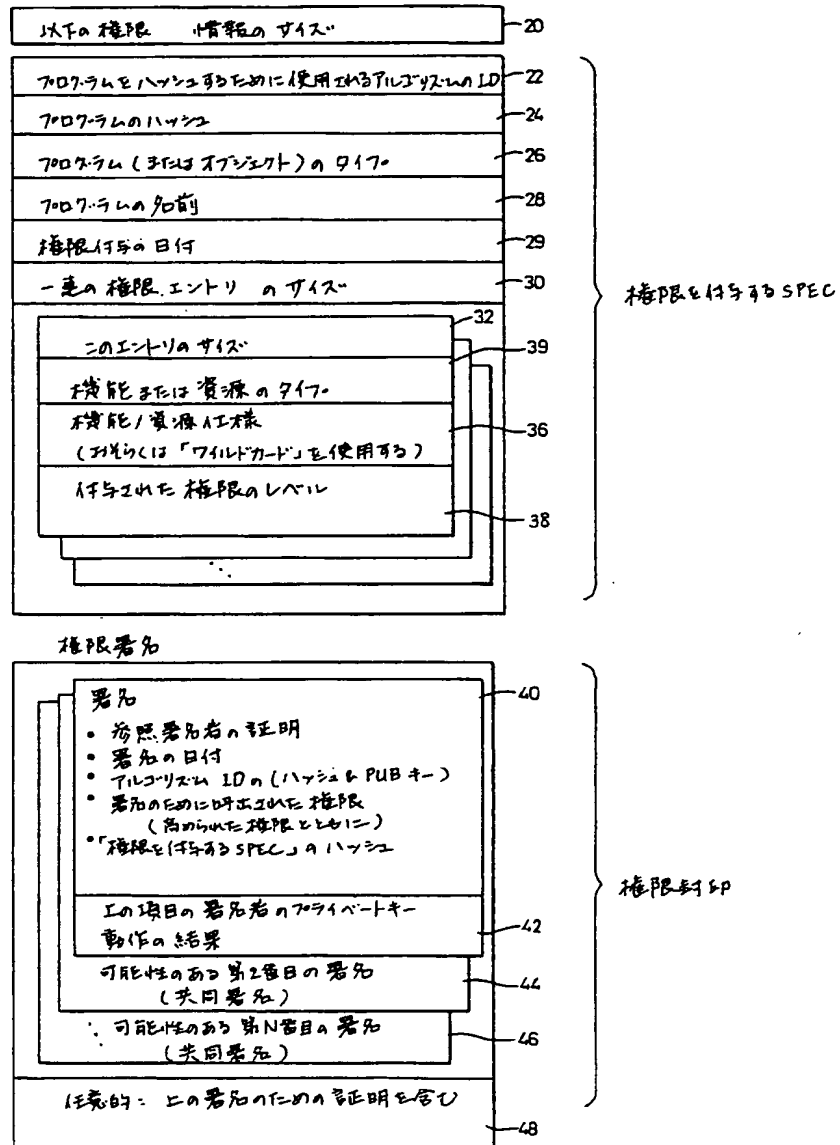 以下の権限 情報のサイズ 20
プログラムをハッシュするために使用されるアルゴリズムのID 22
プログラムのハッシュ 24
プログラム(またはオブジェクト)のタイプ 26
プログラムの名前 28
権限付与の日付 29
一連の権限エントリ のサイズ 30
権限を付与するSPEC
32
このエントリのサイズ
39
機能または資源のタイプ
機能/資源仕様 36
(おそらくは「ワイルドカード」を使用する)
付与された権限のレベル
38
権限署名
署名 40
・参照署名者の証明
・署名の日付
・アルゴリズム IDの(ハッシュ & PUB キー)
・署名のために呼出された権限
(高められた権限とともに)
・「権限を付与するSPEC」のハッシュ
権限封印
上の項目の署名者のプライベートキー
動作の結果 42
可能性のある第2番目の署名 44
(共同署名)
可能性のある第N番目の署名 46
(共同署名)
任意的: 上の署名のための証明を含む
48